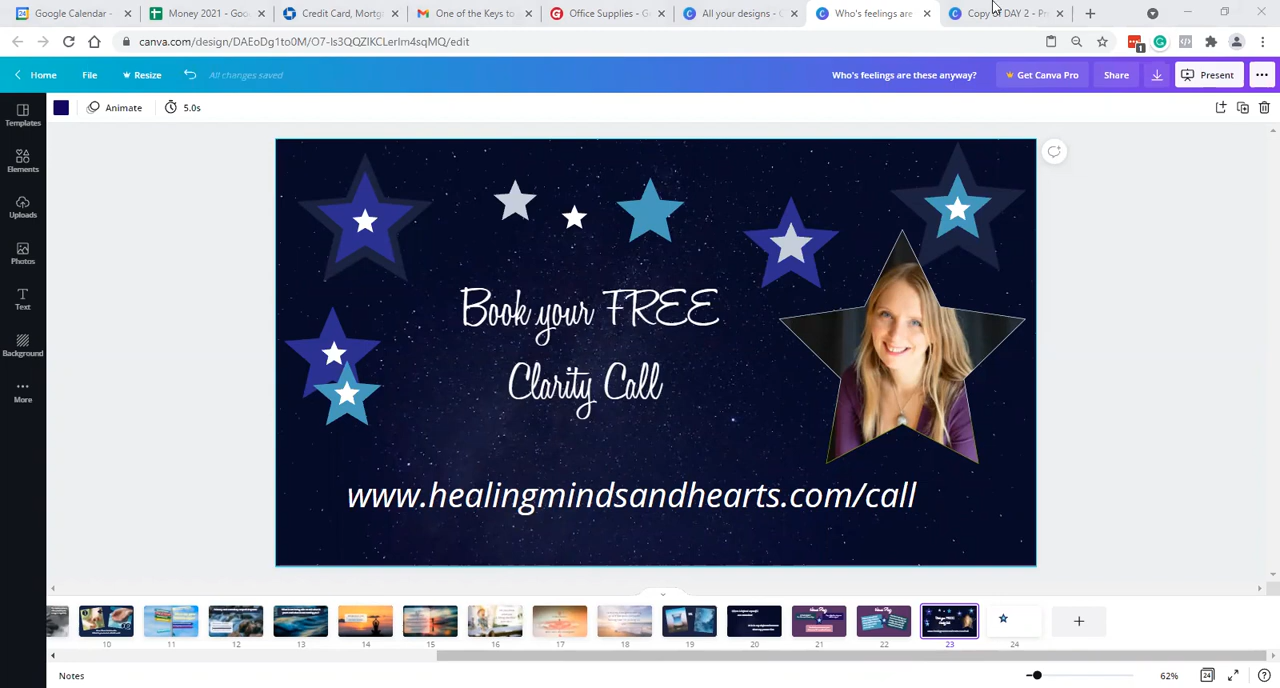 Google Calendar -
Money 2021 - Goo
Credit Card, Mortg
One of the Keys to
Office Supplies - G
All your designs - C
Who's feelings are
Copy of DAY 2 - Pr
canva.com/design/DAEoDg1to0M/O7-Is3QQZlKCLerIm4sqMQ/edit
Home
File
Resize
All changes saved
Who's feelings are these anyway?
Get Canva Pro
Share
Present
Animate
5.0s
Templates
Elements
Uploads
Photos
Text
Background
More
Book your FREE
Clarity Call
www.healingmindsandhearts.com/call
10 11 12 13 14 15 16 17 18 19 20 21 22 23 24
Notes
62%
24